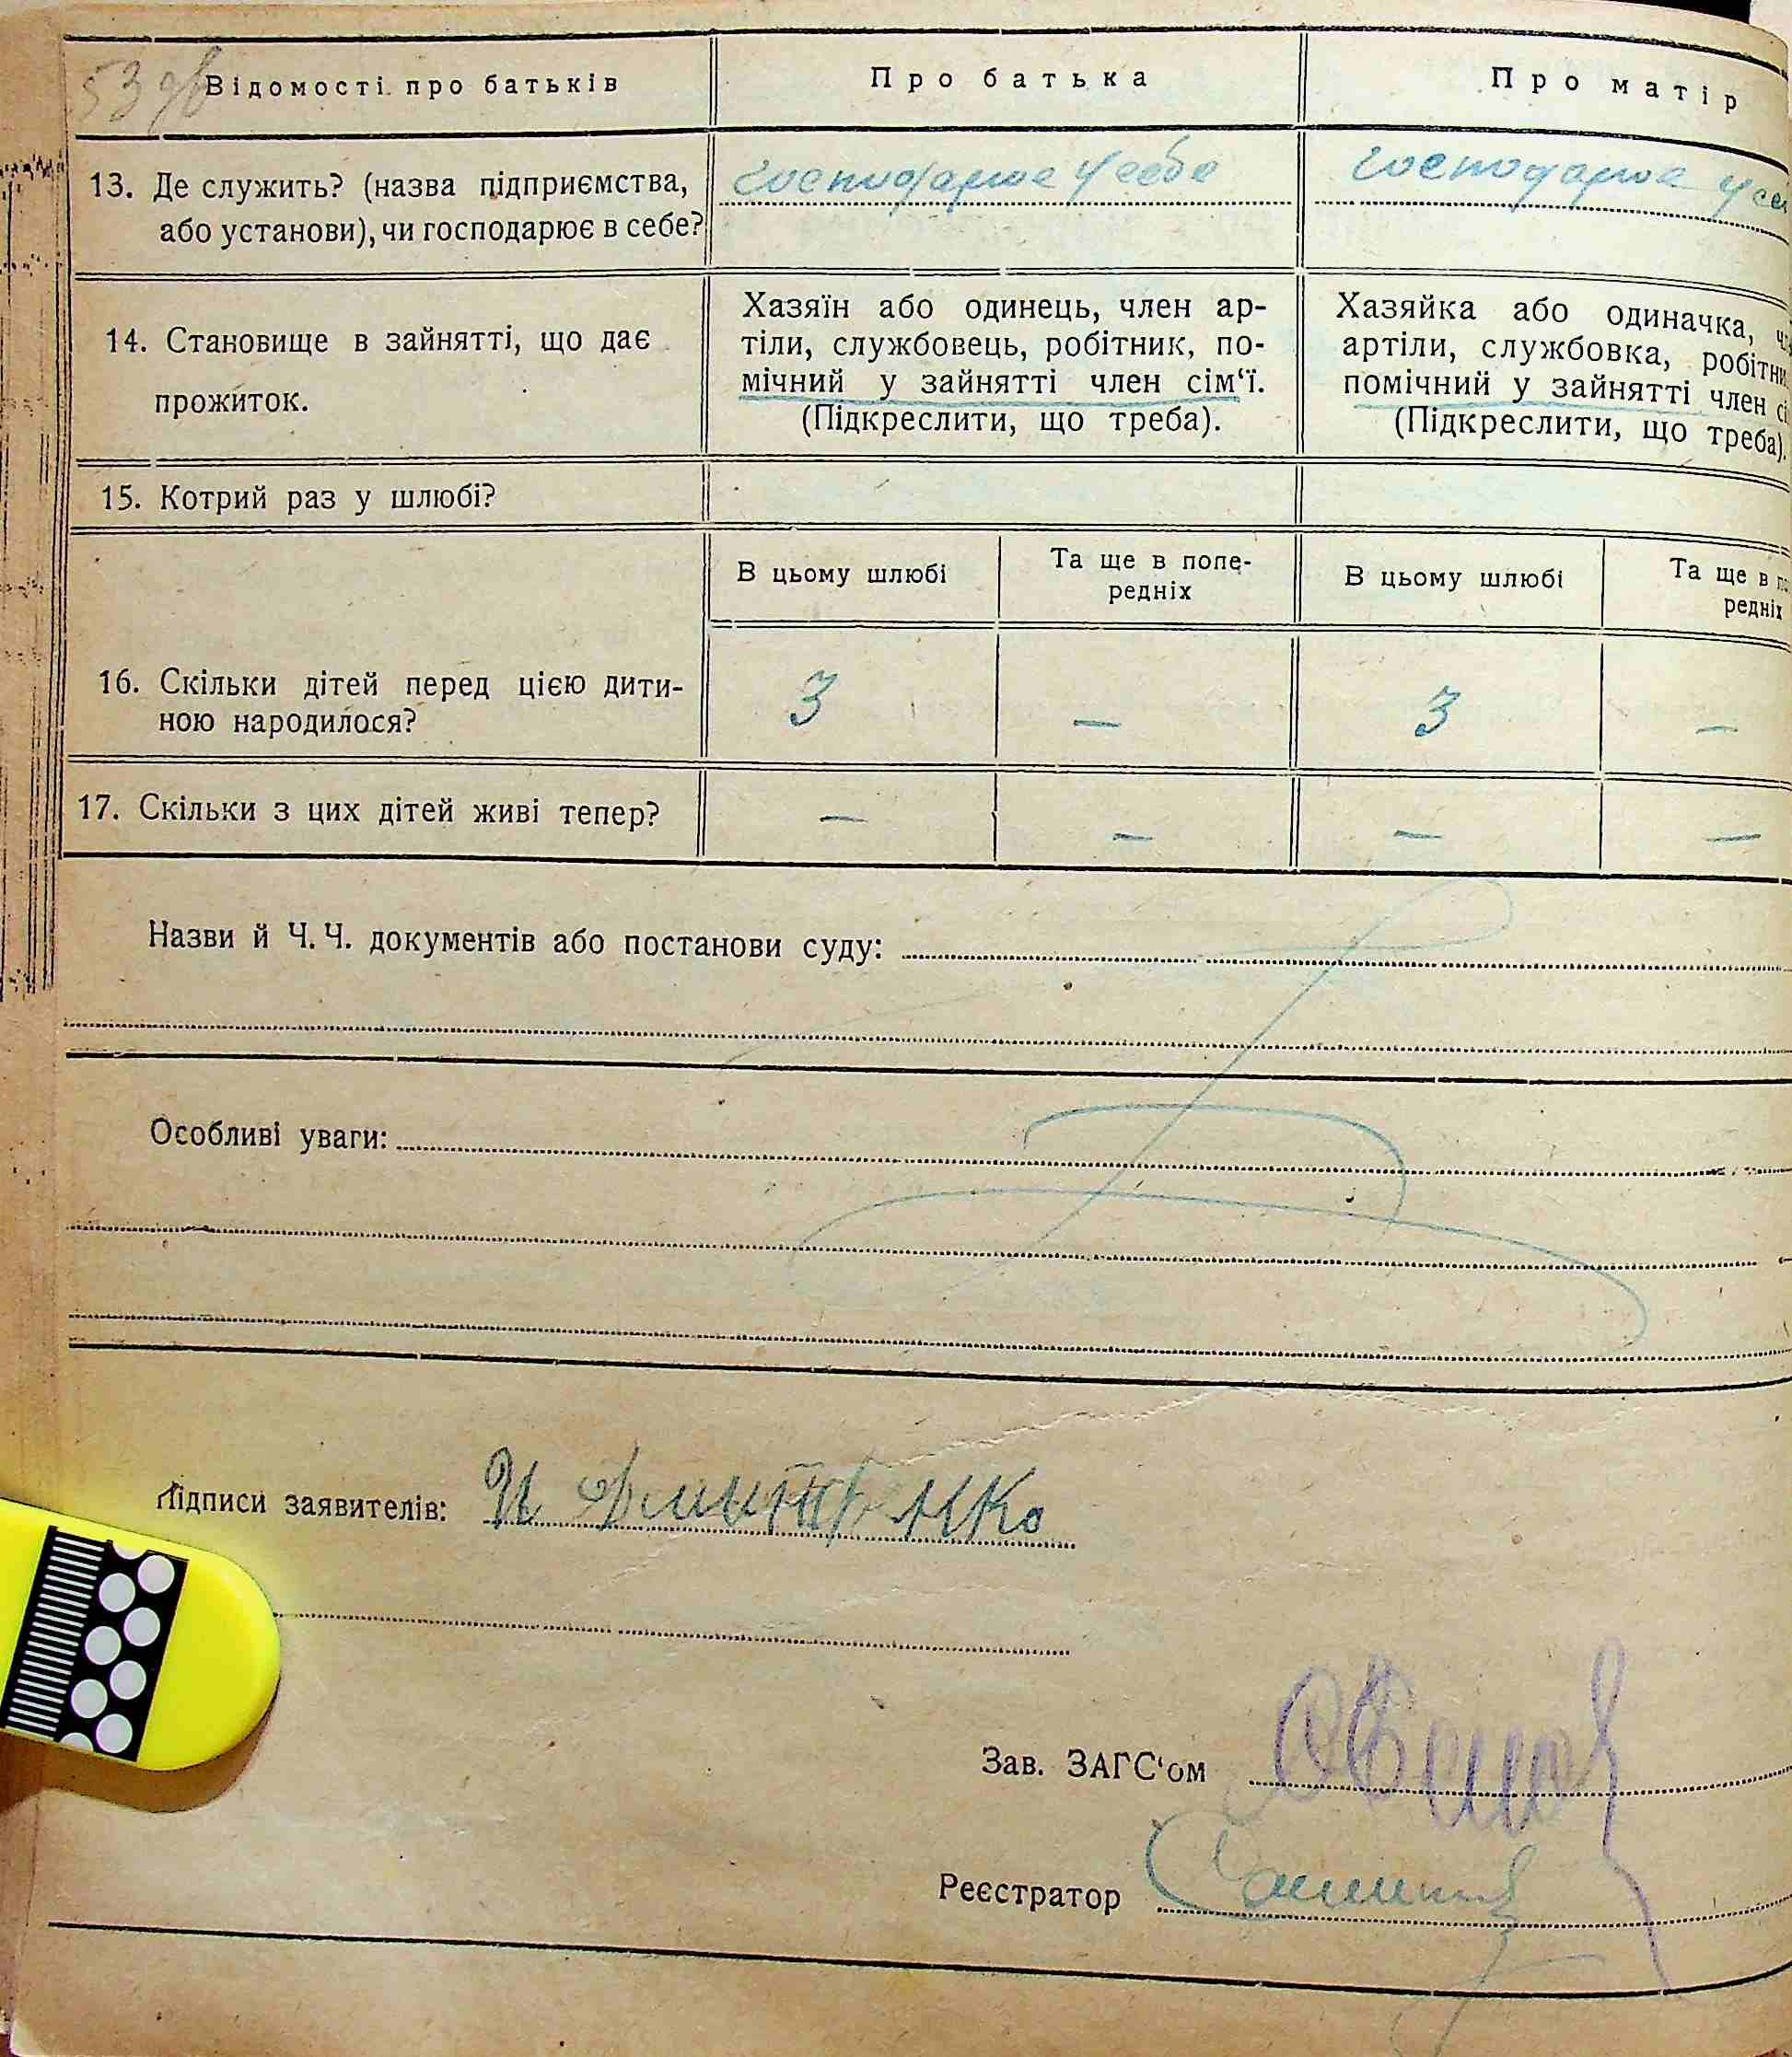 53 зв
Відомості про батьків
Про батька
Про матір
13. Де служить? (назва підприємства,
або установи), чи господарює в себе?
господарює у себе
господарює у се
14. Становище в зайнятті, що дає
прожиток.
Хазяїн або одинець, член ар-
тіли, службовець, робітник, по-
мічний у зайнятті член сім‘ї.
(Підкреслити, що треба).
Хазяйка або одиначка, чл
артіли, службовка, робітни
помічний у зайнятті член сі
(Підкреслити, що треба).
15. Котрий раз у шлюбі?
В цьому шлюбі
Та ще в попе-
редніх
В цьому шлюбі
Та ще в по
редніх
16. Скільки дітей перед цією дити-
ною народилося?
3
—
3
—
17. Скільки з цих дітей живі тепер?
—
—
—
—
Назви й Ч.Ч. документів або постанови суду:
Особливі уваги:
Підписи заявителів:
Зав. ЗАГС‘ом
Реєстратор